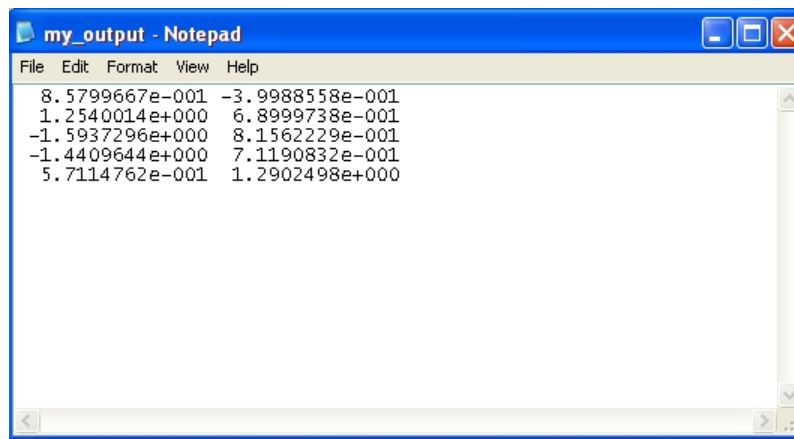 my_output - Notepad
File Edit Format View Help
8.5799667e-001 -3.9988558e-001
1.2540014e+000 6.8999738e-001
-1.5937296e+000 8.1562229e-001
-1.4409644e+000 7.1190832e-001
5.7114762e-001 1.2902498e+000